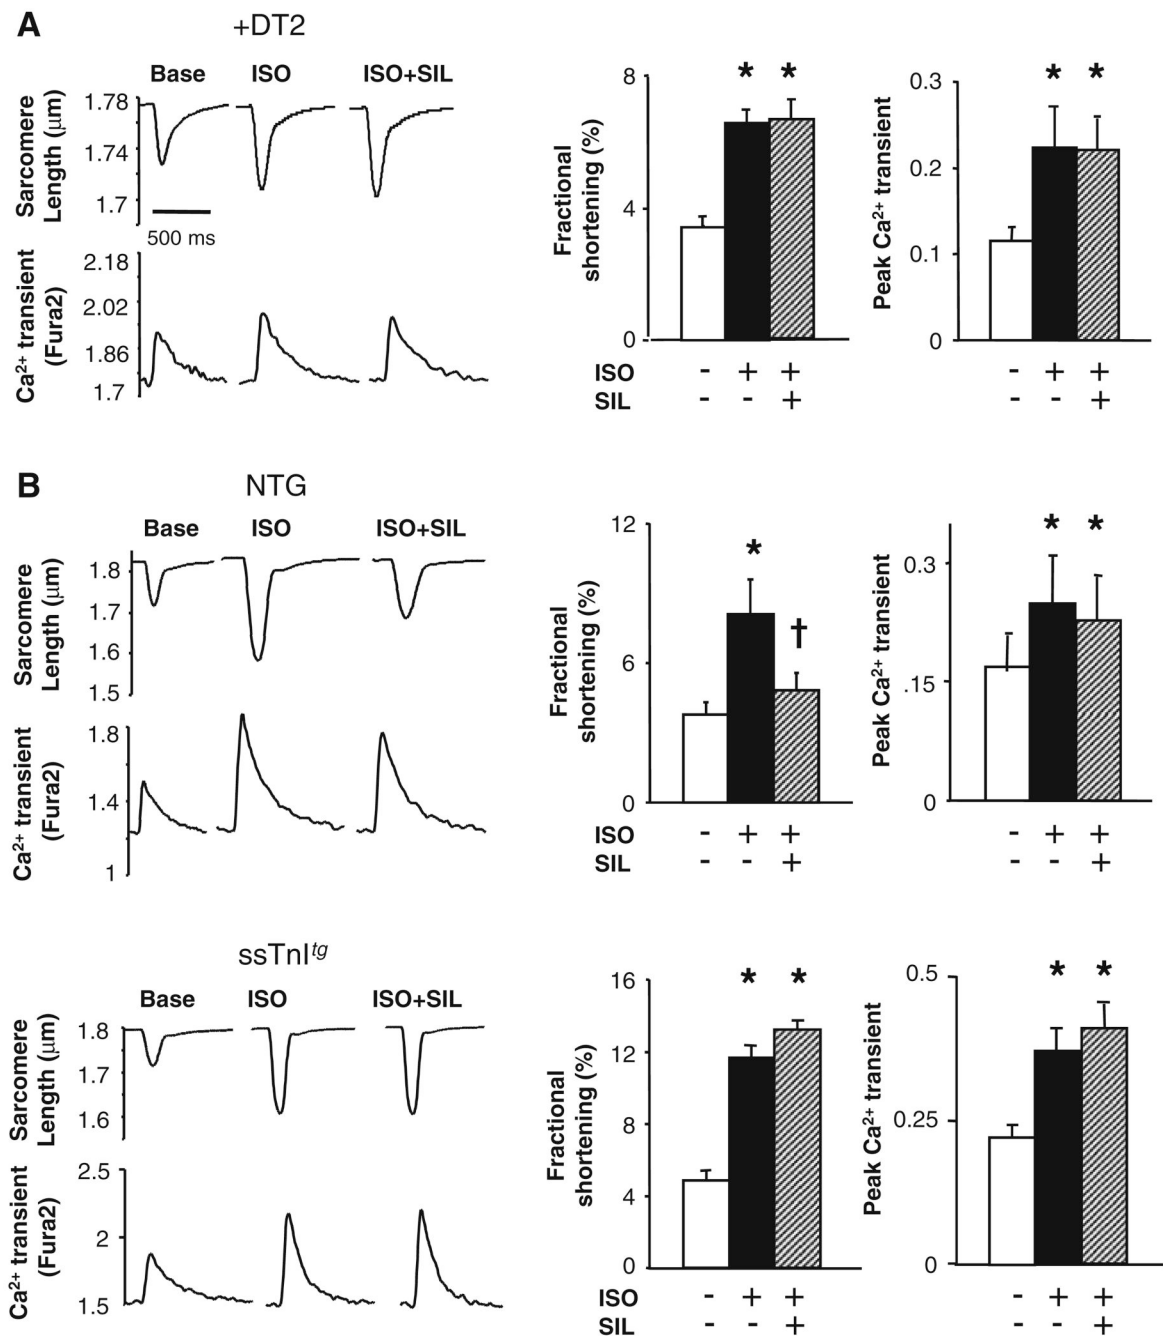 A
+DT2
Base ISO ISO+SIL
Sarcomere
Length (μm)
1.78
1.74
1.7
500 ms
Ca²⁺ transient
(Fura2)
2.18
2.02
1.86
1.7
Fractional
shortening (%)
8
4
0
* *
ISO - + +
SIL - - +
Peak Ca²⁺ transient
0.3
0.2
0.1
0
* *
- + +
- - +
B
NTG
Base ISO ISO+SIL
Sarcomere
Length (μm)
1.8
1.7
1.6
1.5
Ca²⁺ transient
(Fura2)
1.8
1.4
1
Fractional
shortening (%)
12
6
0
* †
ISO - + +
SIL - - +
Peak Ca²⁺ transient
0.3
.15
0
* *
- + +
- - +
ssTnIᵗᵍ
Base ISO ISO+SIL
Sarcomere
Length (μm)
1.8
1.7
1.6
Ca²⁺ transient
(Fura2)
2.5
2
1.5
Fractional
shortening (%)
16
12
8
4
0
* *
ISO - + +
SIL - - +
Peak Ca²⁺ transient
0.5
0.25
0
* *
- + +
- - +